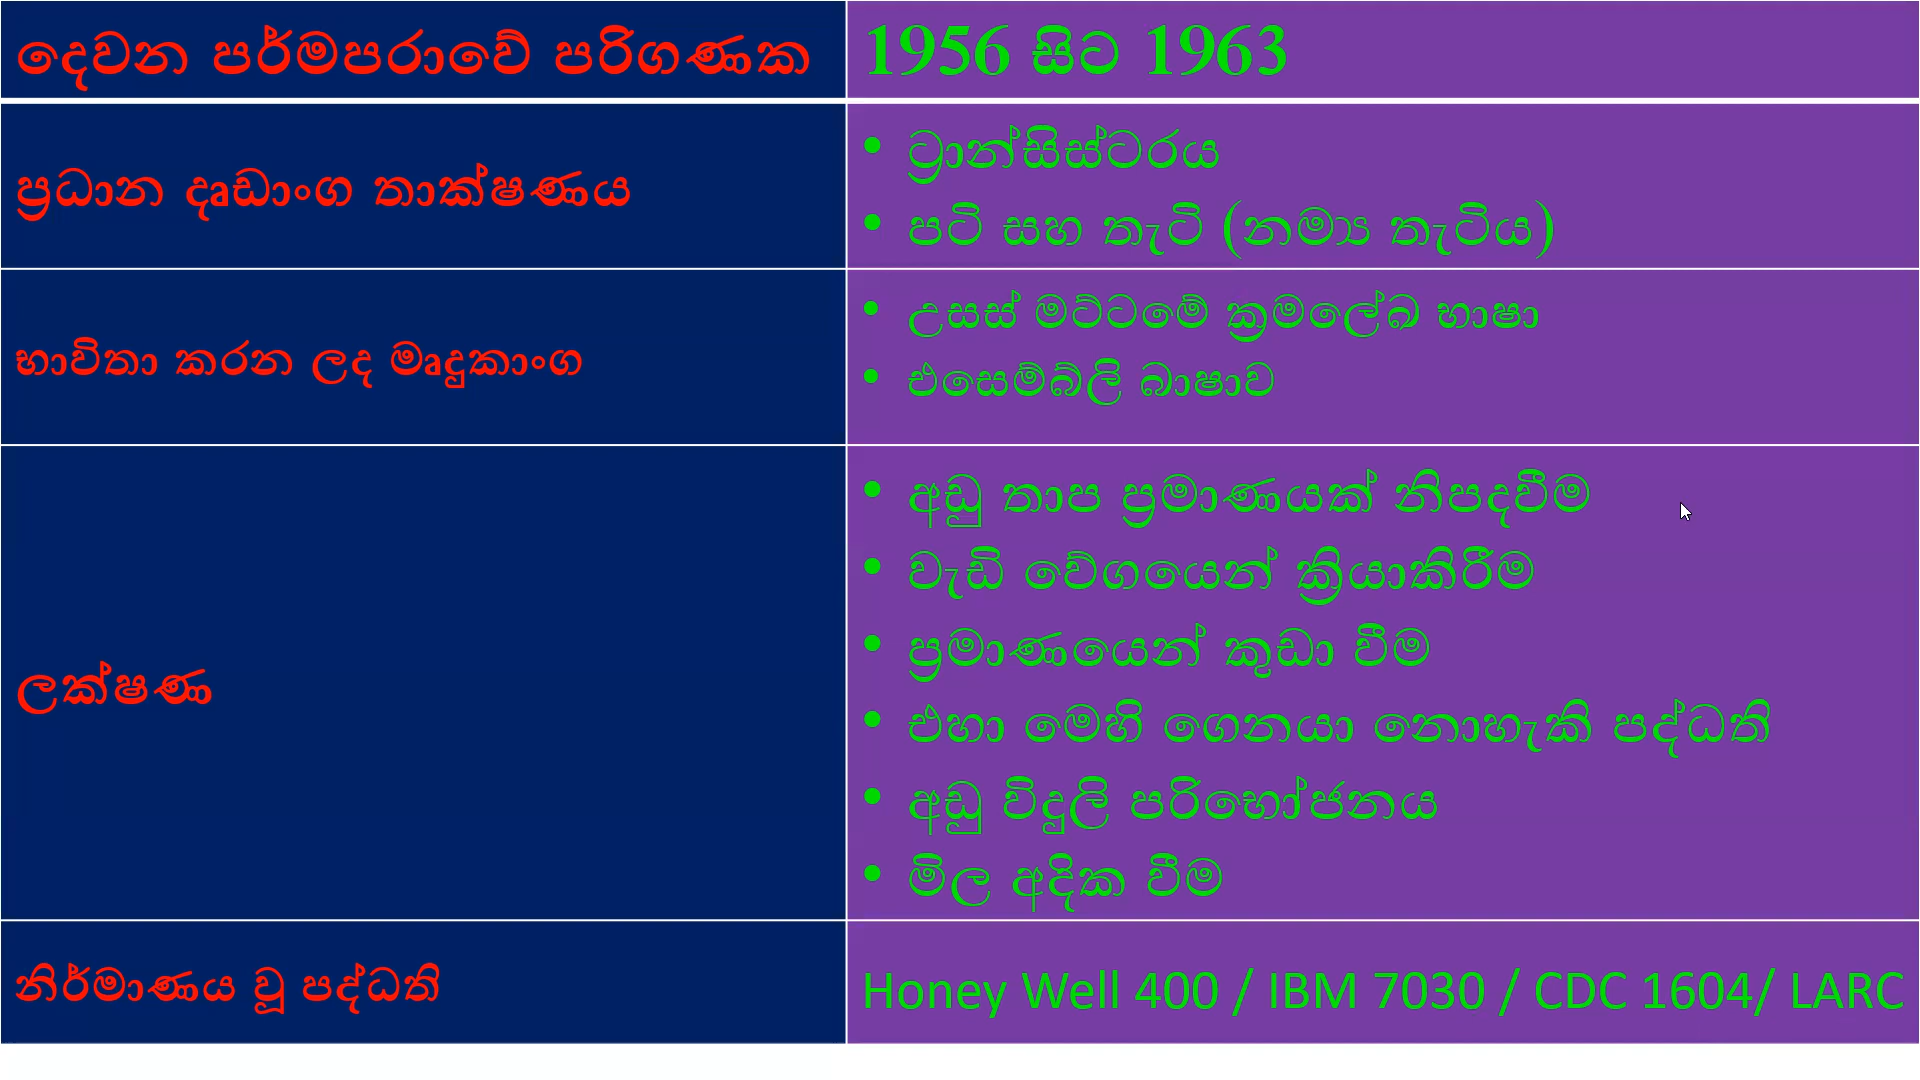 දෙවන පර්මපරාවේ පරිගණක
1956 සිට 1963
ප්‍රධාන දෘඩාංග තාක්ෂණය
• ට්‍රාන්සිස්ටරය
• පටි සහ තැටි (නම්‍ය තැටිය)
භාවිතා කරන ලද මෘදුකාංග
• උසස් මට්ටමේ ක්‍රමලේඛ භාෂා
• එසෙම්බ්ලි බාෂාව
ලක්ෂණ
• අඩු තාප ප්‍රමාණයක් නිපදවීම
• වැඩි වේගයෙන් ක්‍රියාකිරීම
• ප්‍රමාණයෙන් කුඩා වීම
• එහා මෙහි ගෙනයා නොහැකි පද්ධති
• අඩු විදුලි පරිභෝජනය
• මිල අදික වීම
නිර්මාණය වූ පද්ධති
Honey Well 400 / IBM 7030 / CDC 1604/ LARC